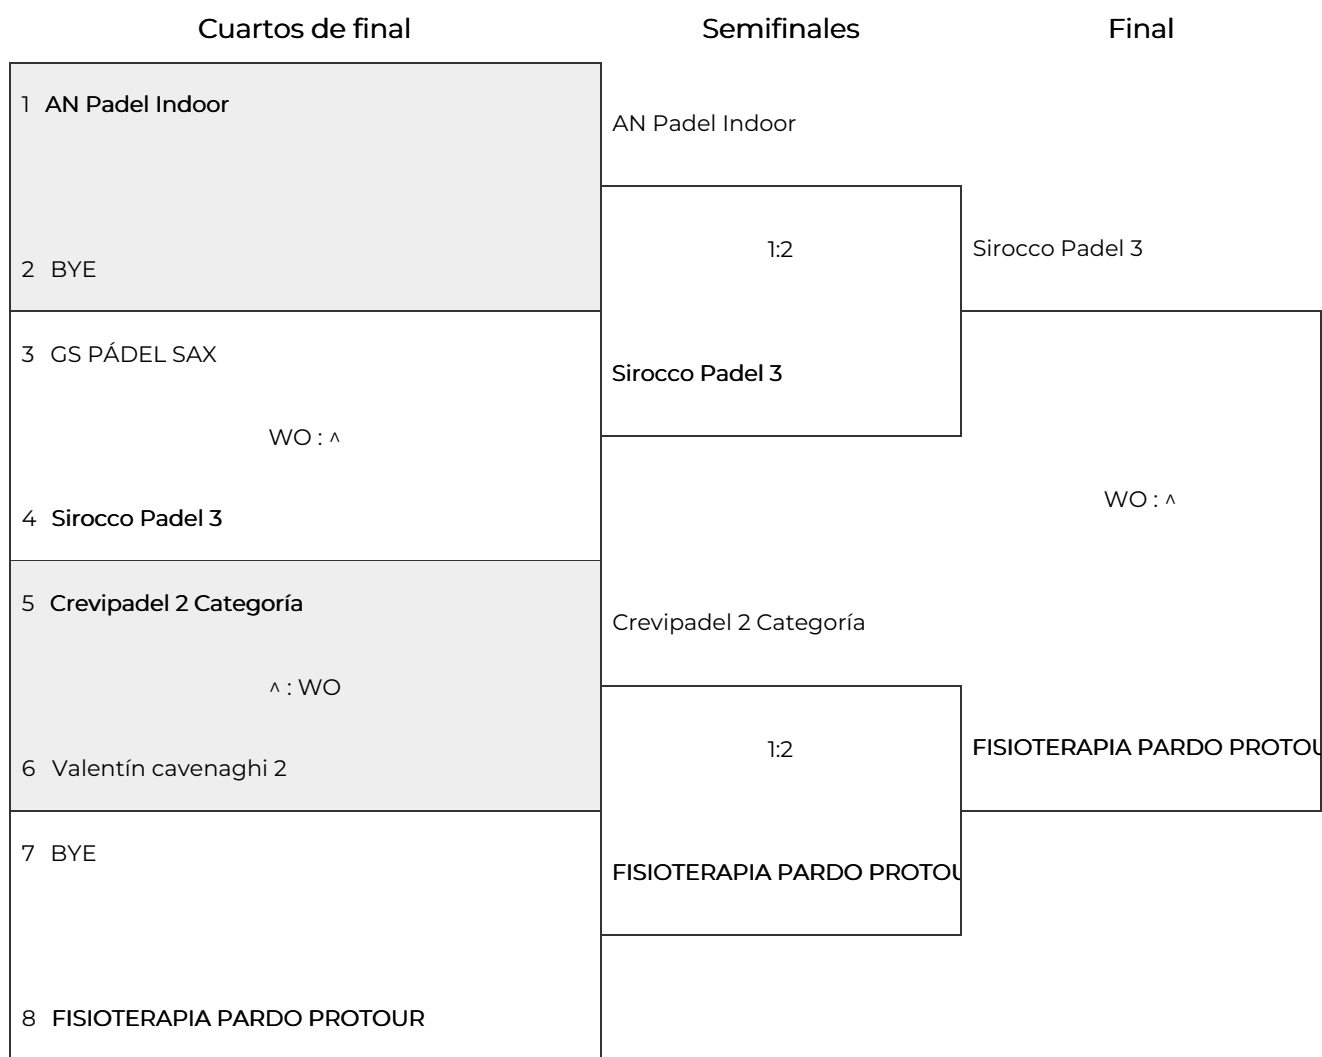 Cuartos de final
Semifinales
Final
1 AN Padel Indoor
2 BYE
3 GS PÁDEL SAX
WO : ^
4 Sirocco Padel 3
5 Crevipadel 2 Categoría
^ : WO
6 Valentín cavenaghi 2
7 BYE
8 FISIOTERAPIA PARDO PROTOUR
AN Padel Indoor
1:2
Sirocco Padel 3
Crevipadel 2 Categoría
1:2
FISIOTERAPIA PARDO PROTOU
Sirocco Padel 3
WO : ^
FISIOTERAPIA PARDO PROTOU